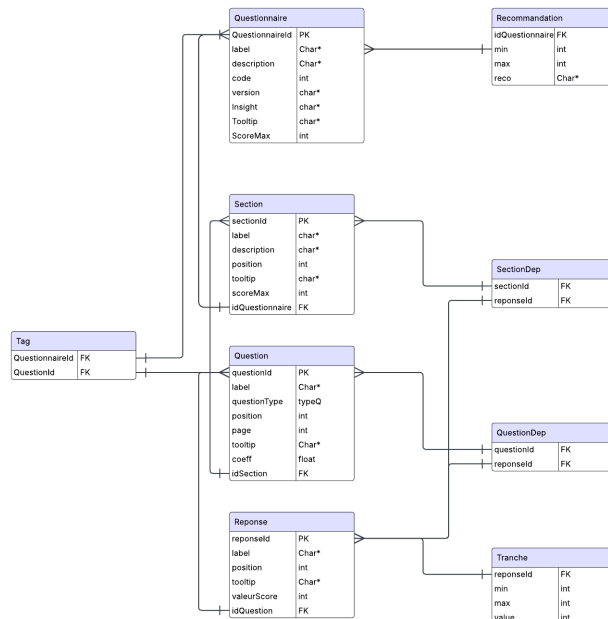 Questionnaire
QuestionnaireId PK
label Char*
description Char*
code int
version char*
Insight char*
Tooltip char*
ScoreMax int
Recommandation
idQuestionnaire FK
min int
max int
reco Char*
Section
sectionId PK
label char*
description char*
position int
tooltip char*
scoreMax int
idQuestionnaire FK
SectionDep
sectionId FK
reponseId FK
Tag
QuestionnaireId FK
QuestionId FK
Question
questionId PK
label Char*
questionType typeQ
position int
page int
tooltip Char*
coeff float
idSection FK
QuestionDep
questionId FK
reponseId FK
Reponse
reponseId PK
label Char*
position int
tooltip Char*
valeurScore int
idQuestion FK
Tranche
reponseId FK
min int
max int
value int